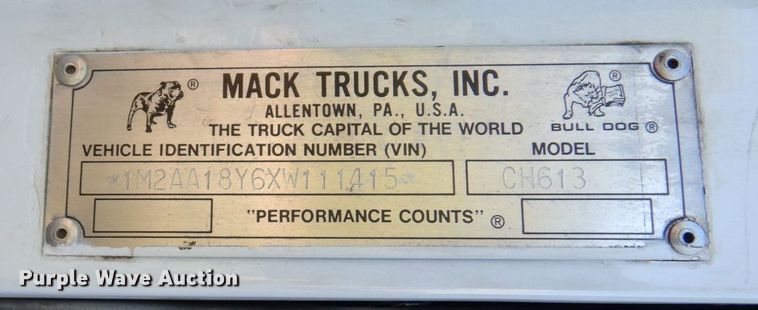 MACK TRUCKS, INC.
ALLENTOWN, PA., U.S.A.
THE TRUCK CAPITAL OF THE WORLD
®
®
BULL DOG ®
VEHICLE IDENTIFICATION NUMBER (VIN) MODEL
*1M2AA18Y6XW111415* CH613
"PERFORMANCE COUNTS" ®
Purple Wave Auction